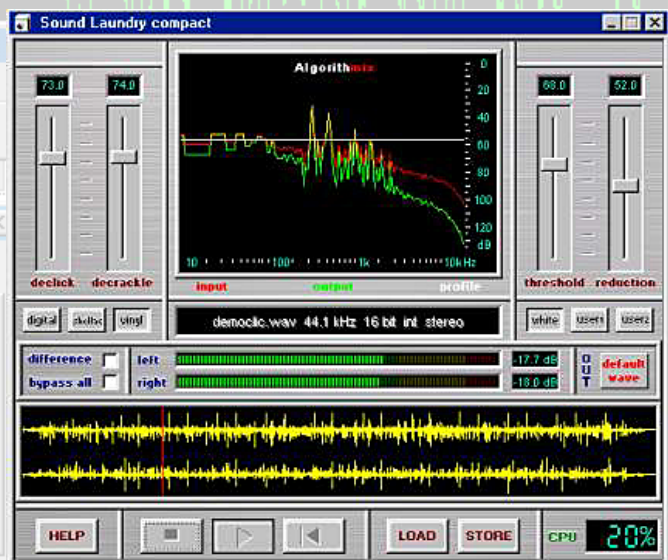 Sound Laundry compact
73.0 74.0
Algorithmix
0
20
40
60
80
100
120
dB
10 100 1k 10kHz
68.0 52.0
declick decrackle
input output profile
threshold reduction
digital shellac vinyl
democlic.wav 44.1 kHz 16 bit int stereo
white user1 user2
difference
bypass all
left -17.7 dB
right -18.0 dB
OUT
default
wave
HELP
LOAD STORE
CPU 20%